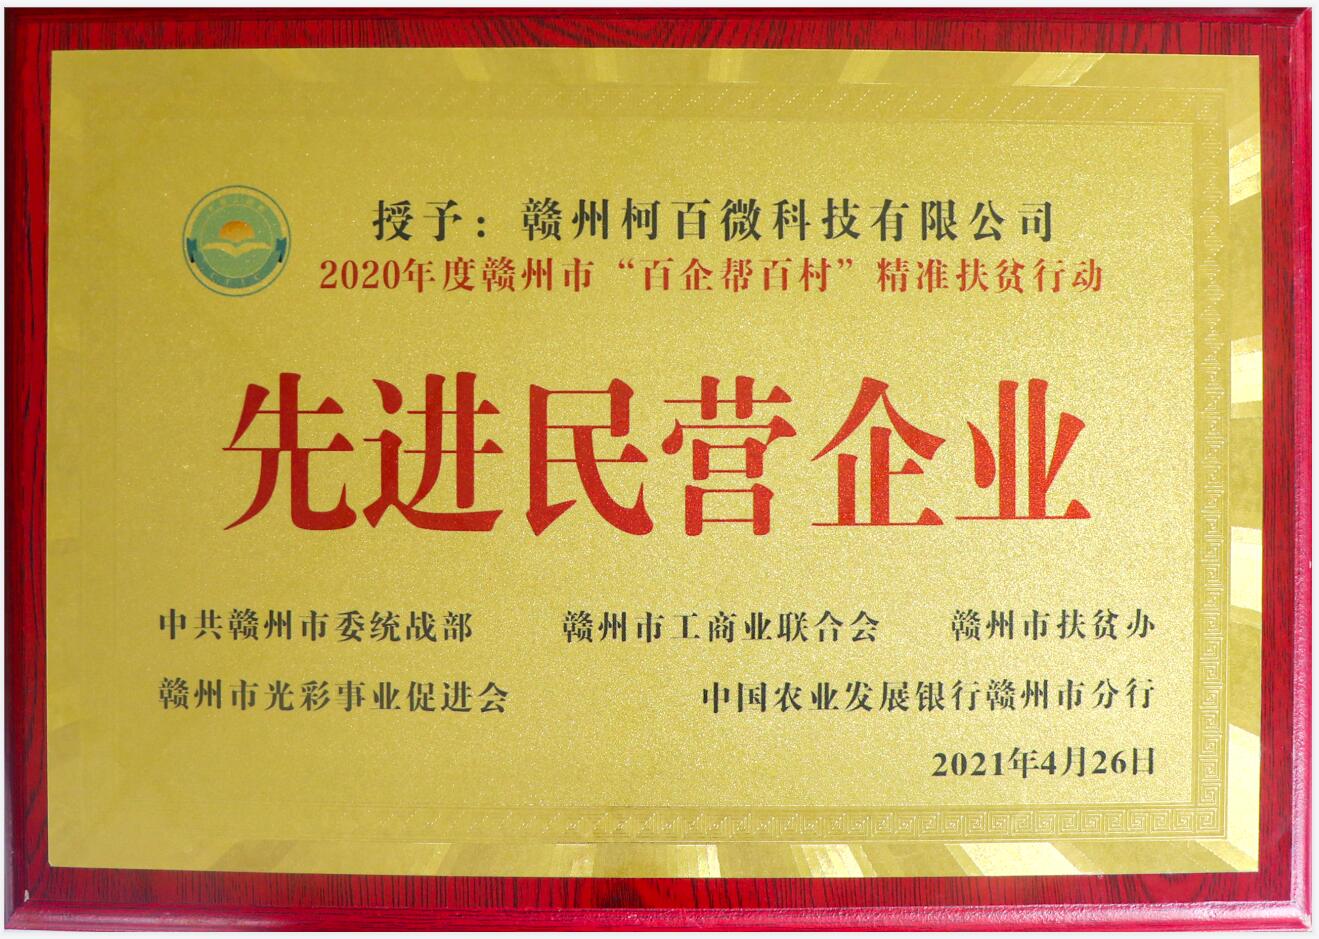 授予：赣州柯百微科技有限公司
2020年度赣州市“百企帮百村”精准扶贫行动
先进民营企业
中共赣州市委统战部 赣州市工商业联合会 赣州市扶贫办
赣州市光彩事业促进会 中国农业发展银行赣州市分行
2021年4月26日